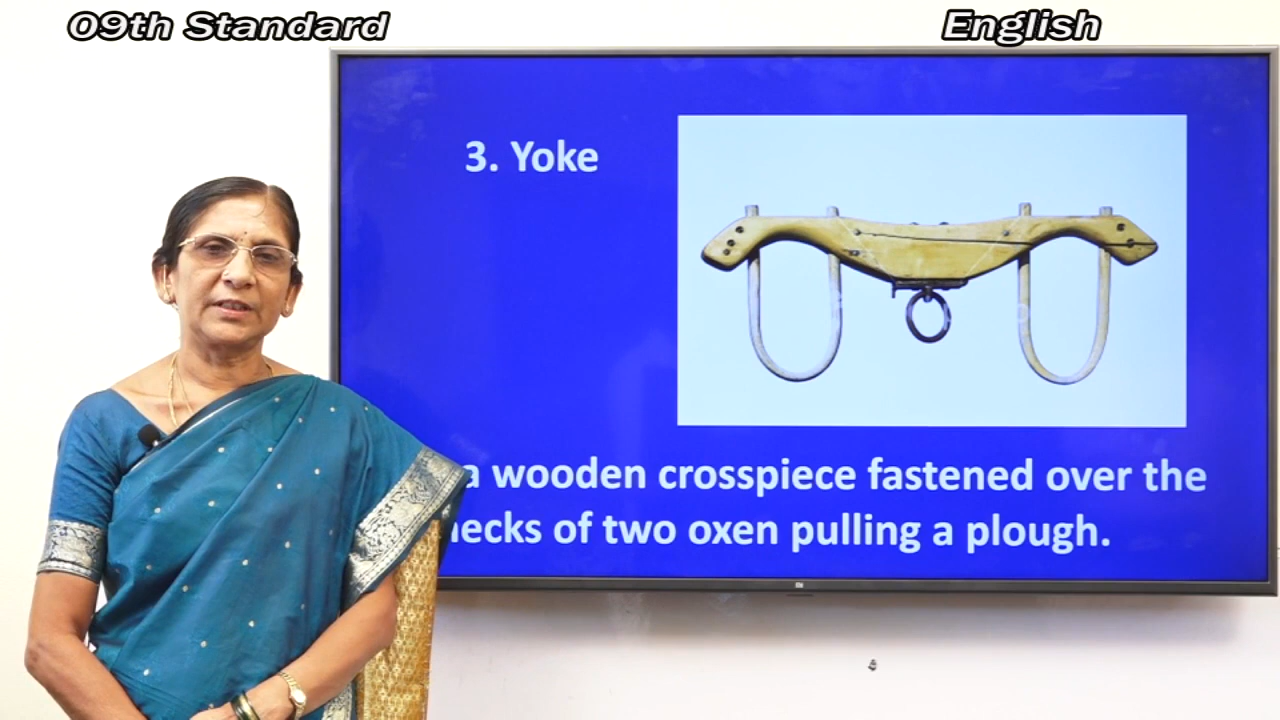 09th Standard
English
3. Yoke
a wooden crosspiece fastened over the
necks of two oxen pulling a plough.